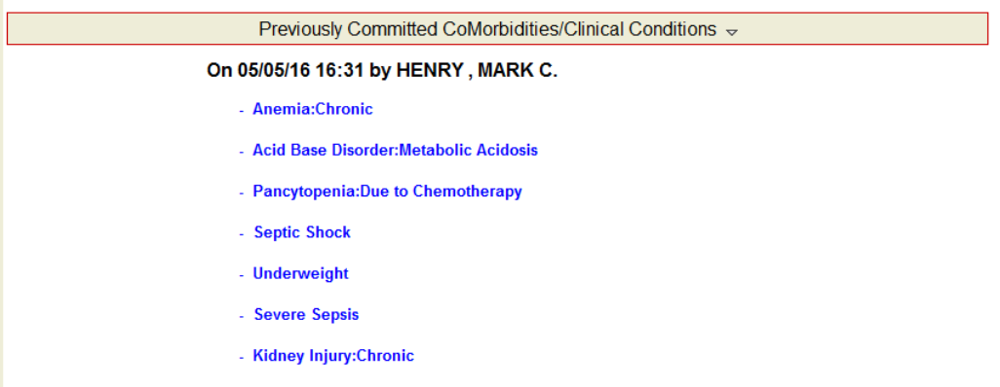 Previously Committed CoMorbidities/Clinical Conditions
On 05/05/16 16:31 by HENRY , MARK C.
- Anemia:Chronic
- Acid Base Disorder:Metabolic Acidosis
- Pancytopenia:Due to Chemotherapy
- Septic Shock
- Underweight
- Severe Sepsis
- Kidney Injury:Chronic